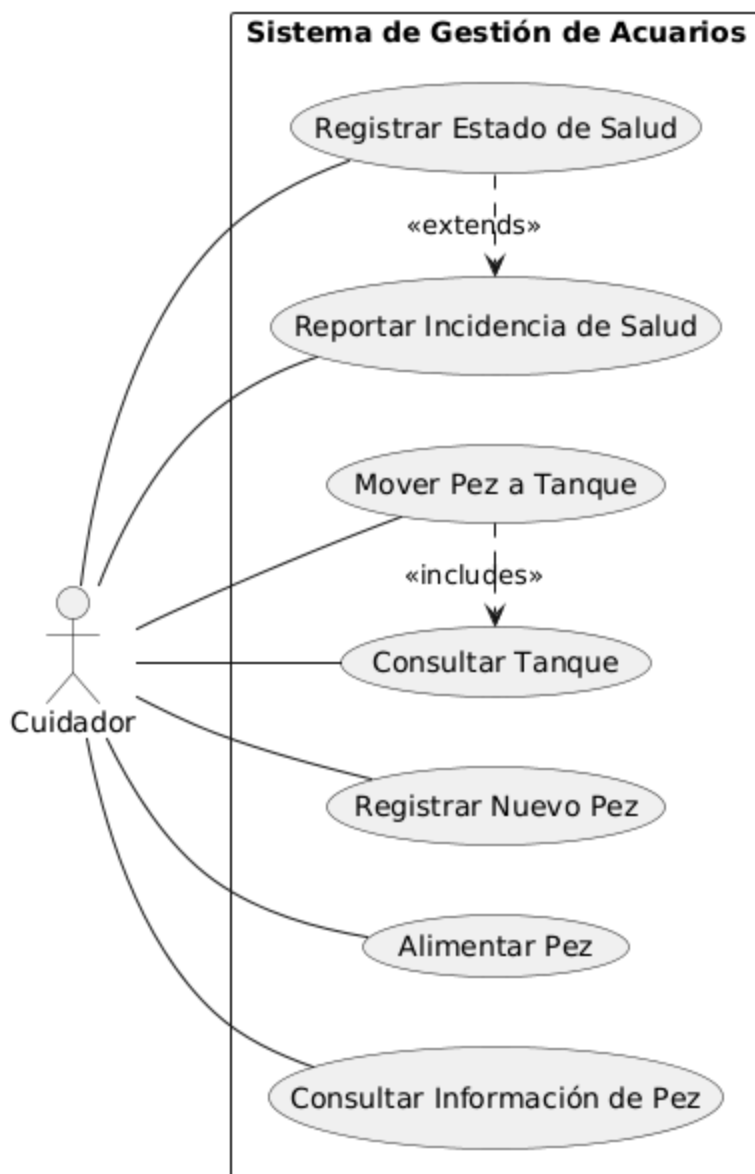 Sistema de Gestión de Acuarios
Registrar Estado de Salud
«extends»
Reportar Incidencia de Salud
Mover Pez a Tanque
«includes»
Consultar Tanque
Cuidador
Registrar Nuevo Pez
Alimentar Pez
Consultar Información de Pez